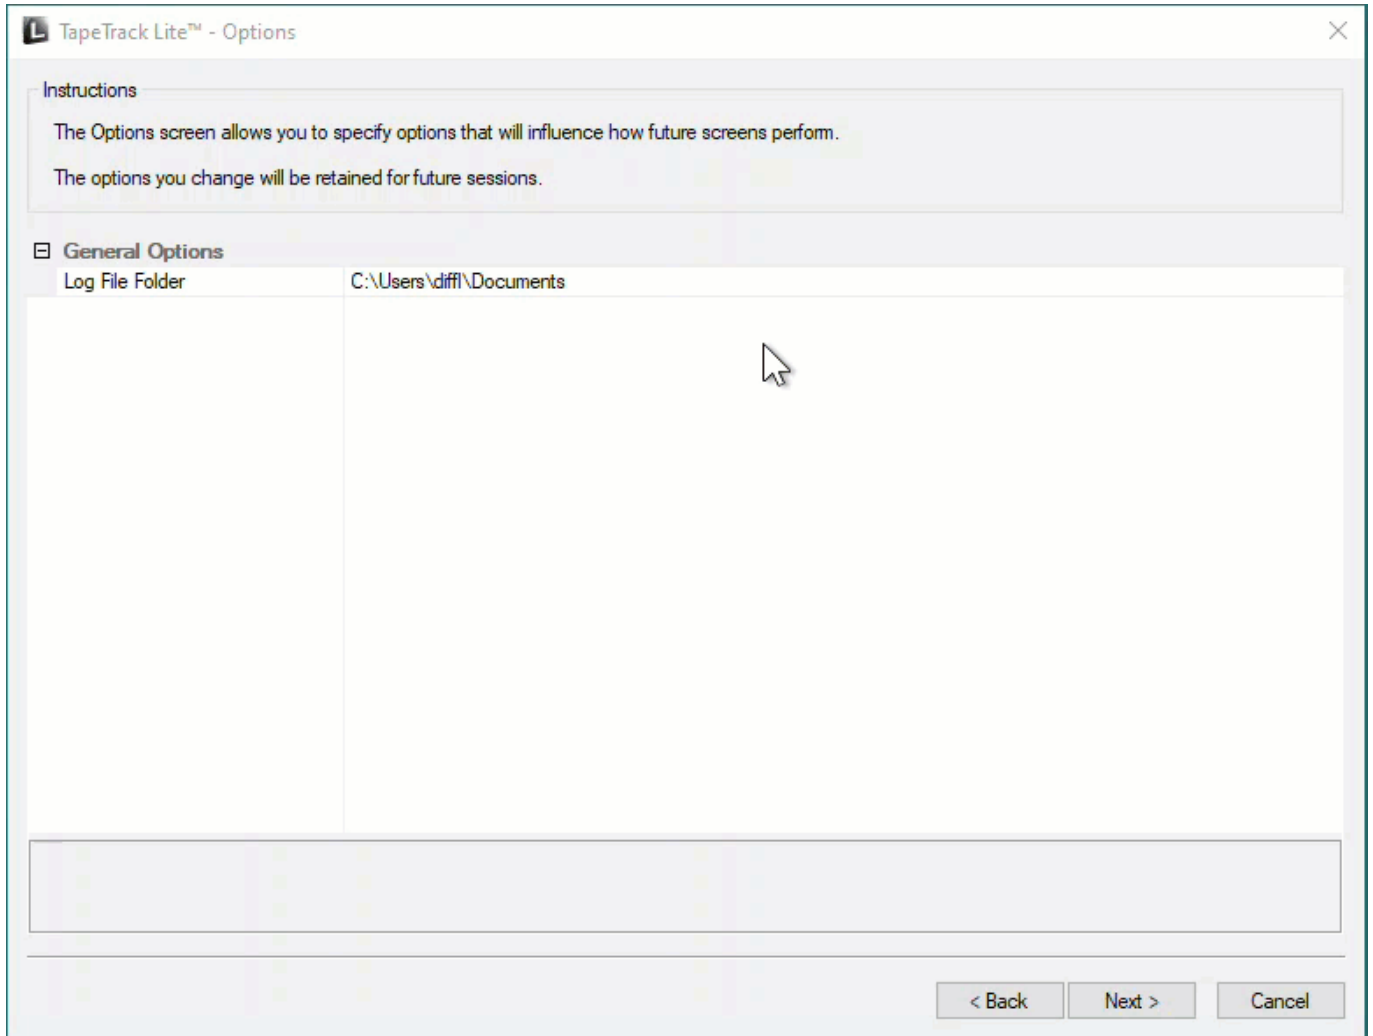 TapeTrack Lite™ - Options
Instructions
The Options screen allows you to specify options that will influence how future screens perform.
The options you change will be retained for future sessions.
General Options
Log File Folder C:\Users\diffl\Documents
< Back Next > Cancel